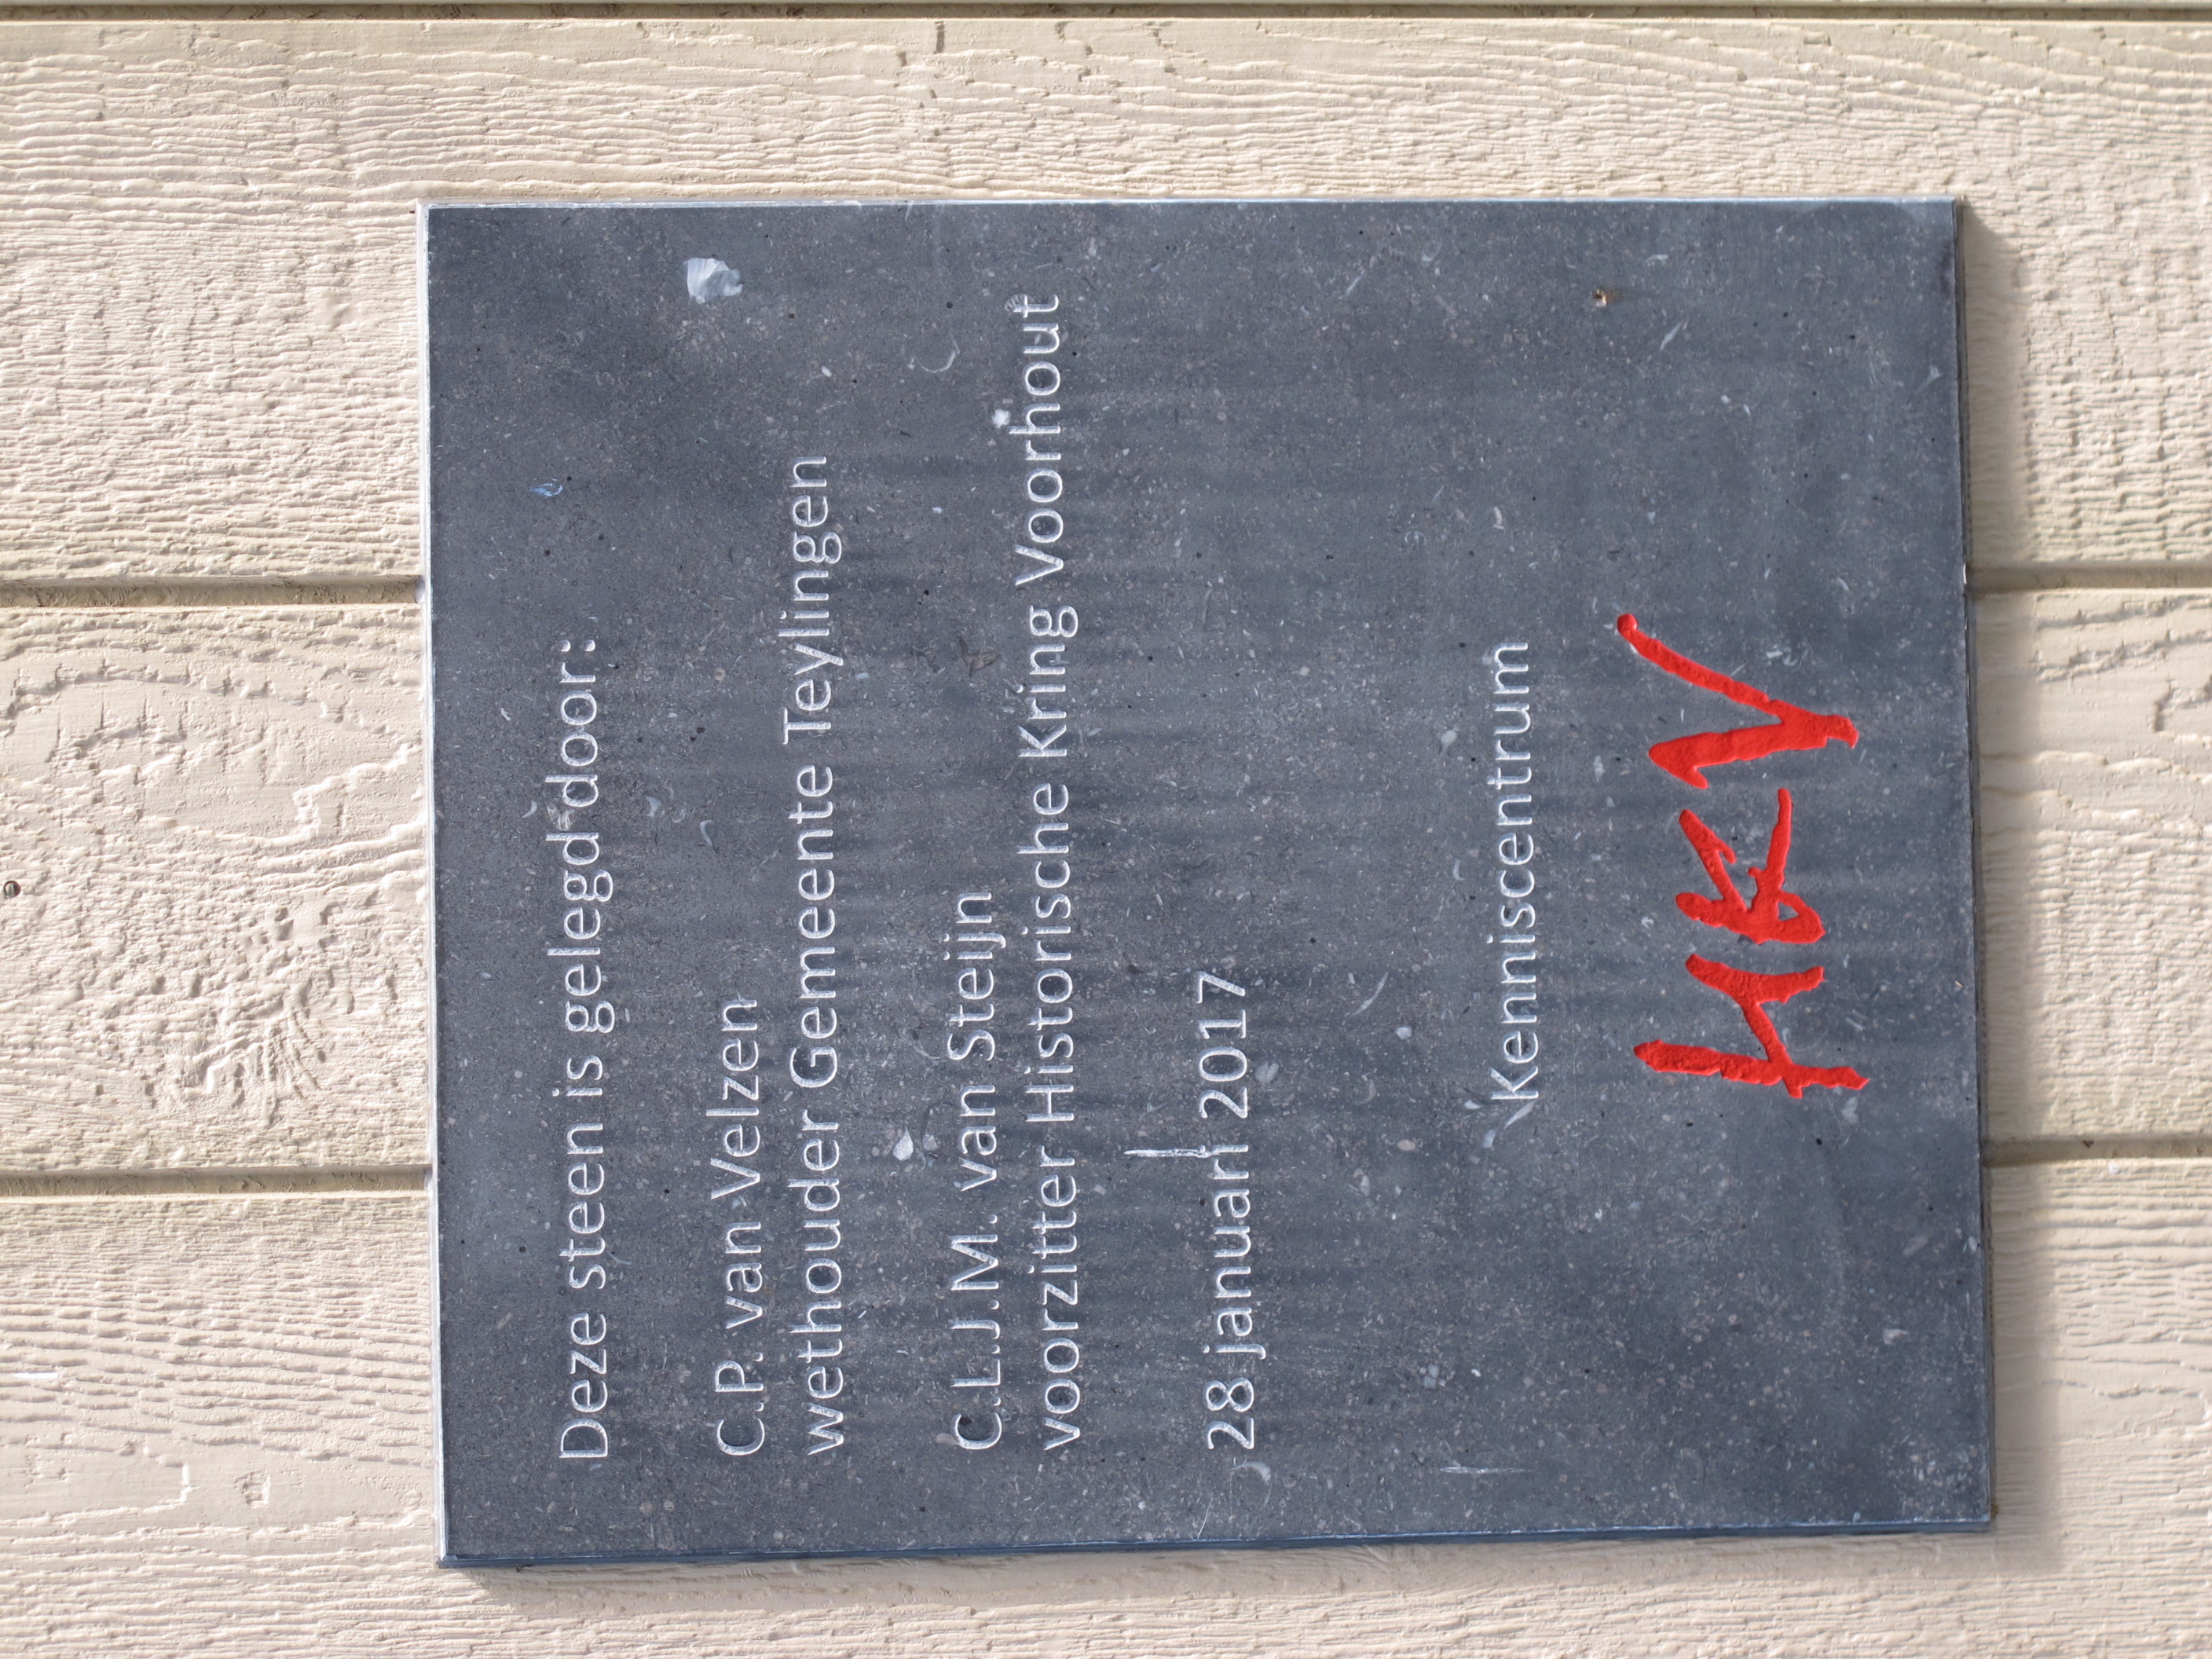 Deze steen is gelegd door:
C.P. van Velzen
wethouder Gemeente Teylingen
C.L.J.M. van Steijn
voorzitter Historische Kring Voorhout
28 januari 2017
Kenniscentrum
HKV